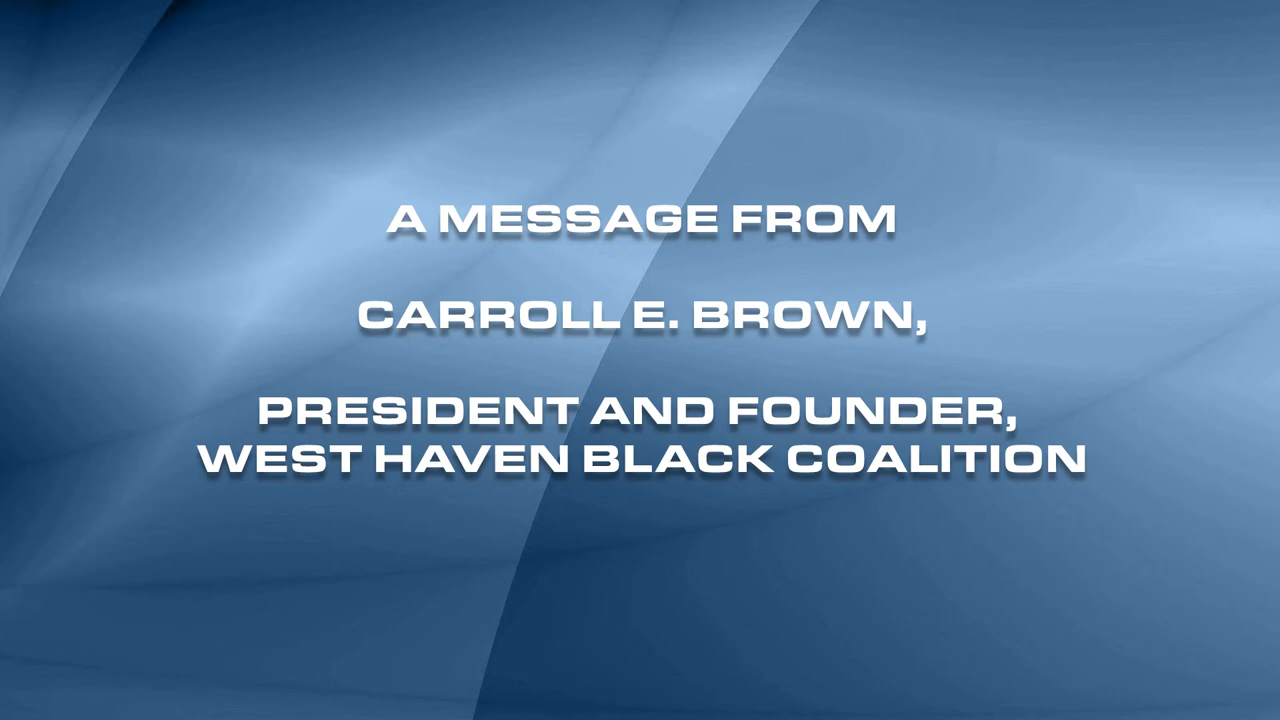 A MESSAGE FROM
CARROLL E. BROWN,
PRESIDENT AND FOUNDER,
WEST HAVEN BLACK COALITION